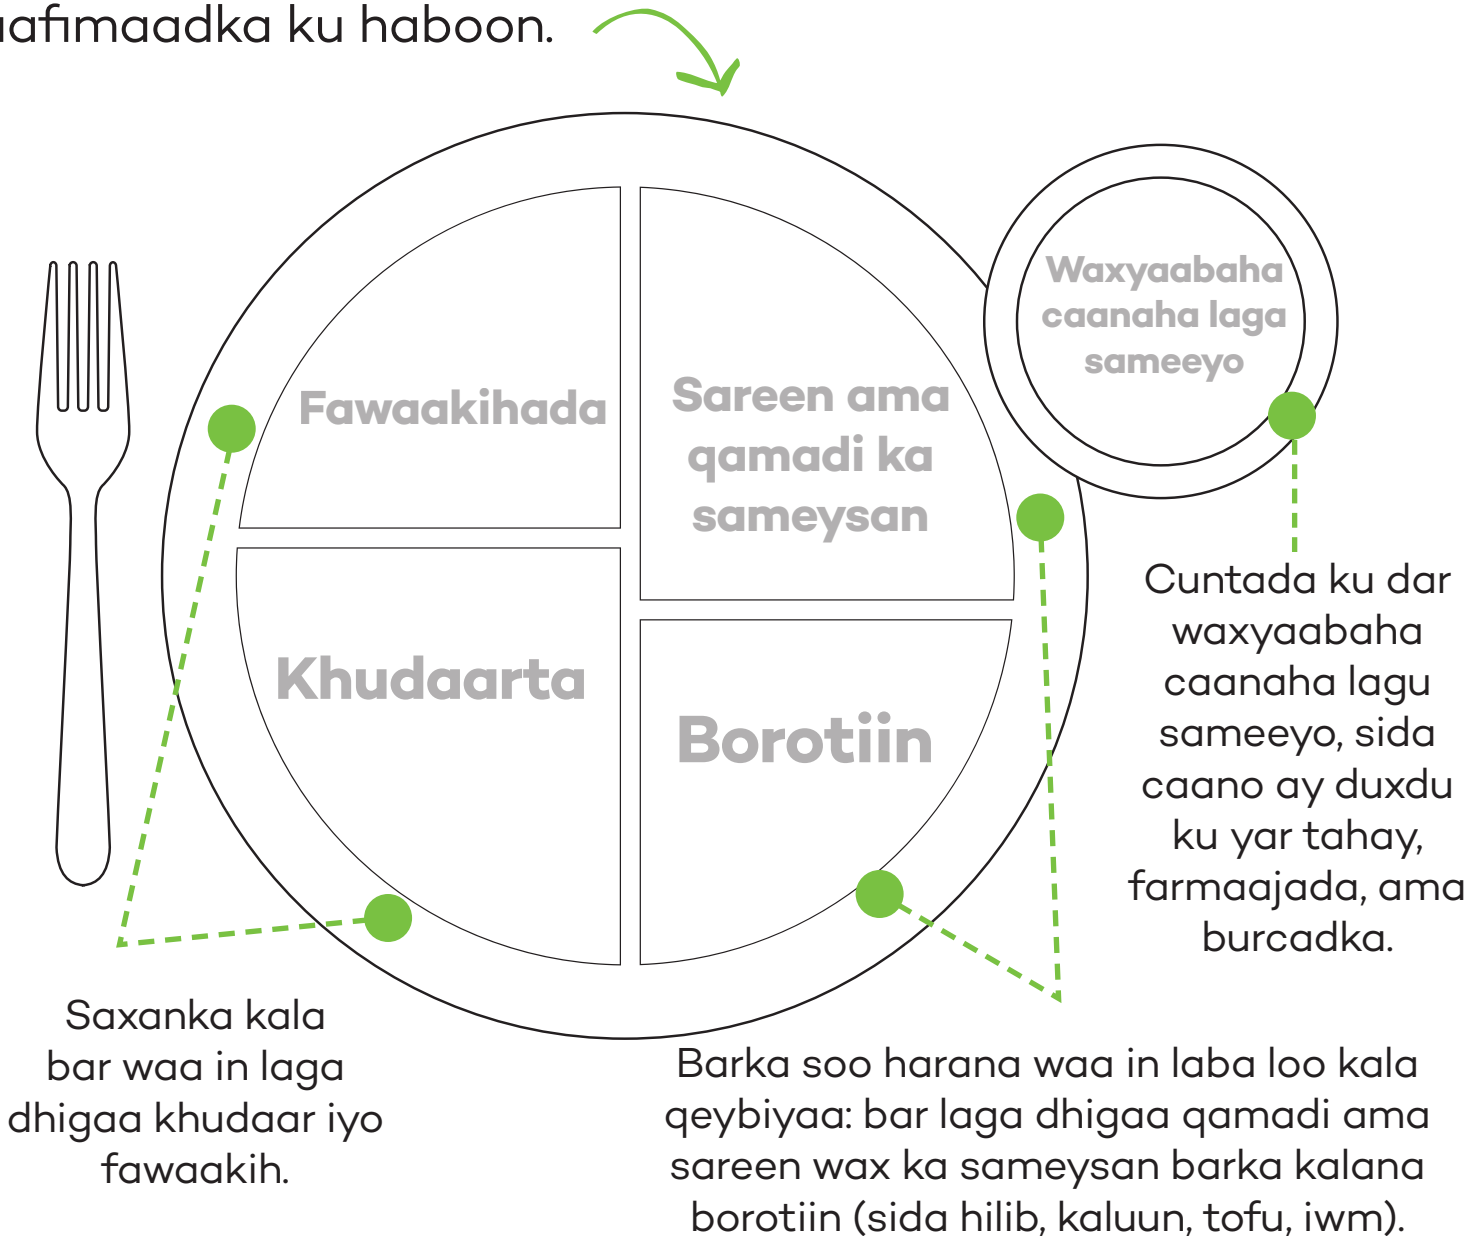 ku haboon.
Waxyaabaha
caanaha laga
sameeyo
Fawaakihada
Sareen ama
qamadi ka
sameysan
Khudaarta
Borotiin
Cuntada ku dar
waxyaabaha
caanaha lagu
sameeyo, sida
caano ay duxdu
ku yar tahay,
farmaajada, ama
burcadka.
Saxanka kala
bar waa in laga
dhigaa khudaar iyo
fawaakih.
Barka soo harana waa in laba loo kala
qeybiyaa: bar laga dhigaa qamadi ama
sareen wax ka sameysan barka kalana
borotiin (sida hilib, kaluun, tofu, iwm).